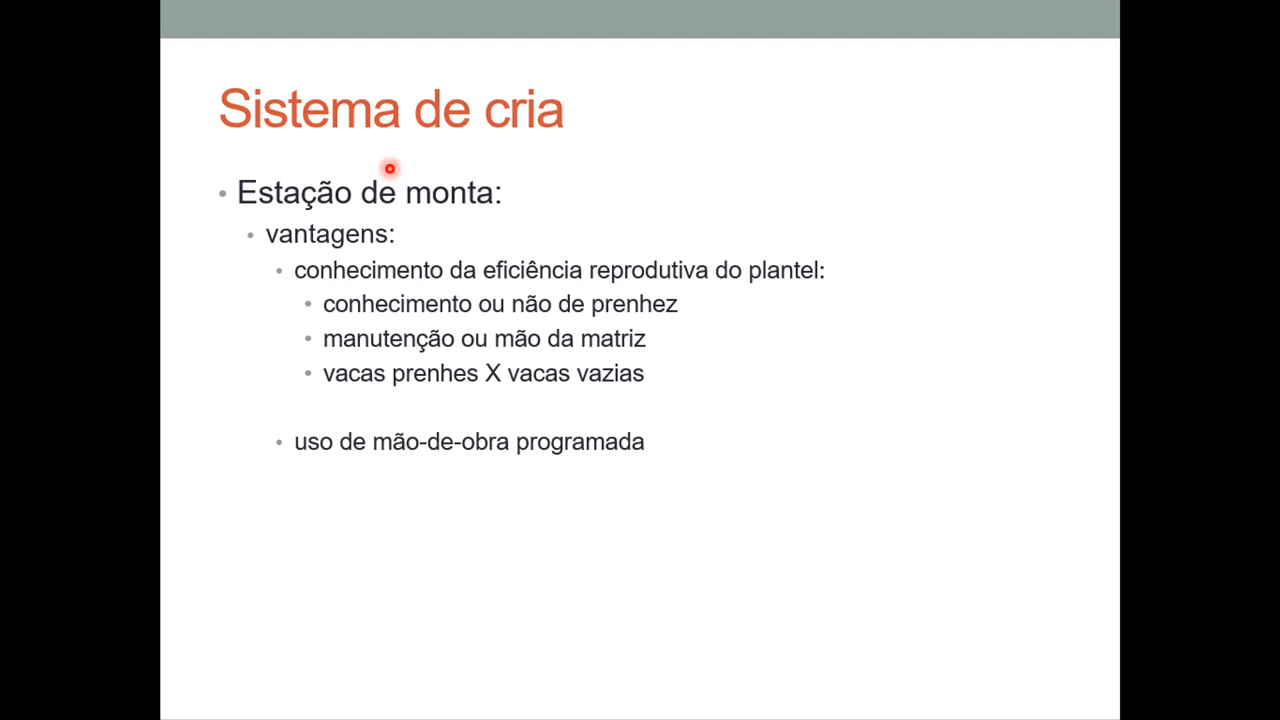 Sistema de cria
• Estação de monta:
• vantagens:
• conhecimento da eficiência reprodutiva do plantel:
• conhecimento ou não de prenhez
• manutenção ou mão da matriz
• vacas prenhes X vacas vazias
• uso de mão-de-obra programada